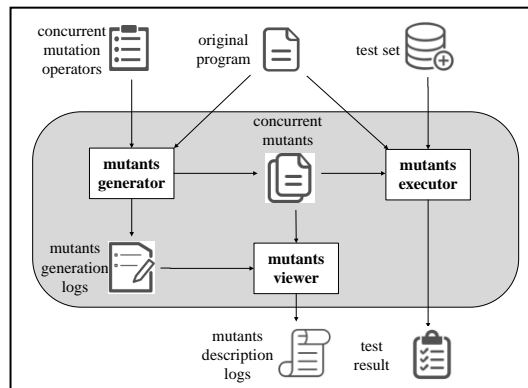 concurrent
mutation
operators
original
program
test set
concurrent
mutants
mutants
generator
mutants
executor
mutants
generation
logs
mutants
viewer
mutants
description
logs
test
result